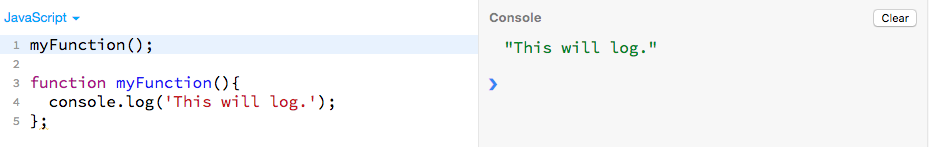 JavaScript
1 myFunction();
2
3 function myFunction(){
4   console.log('This will log.');
5 };
Console
Clear
"This will log."